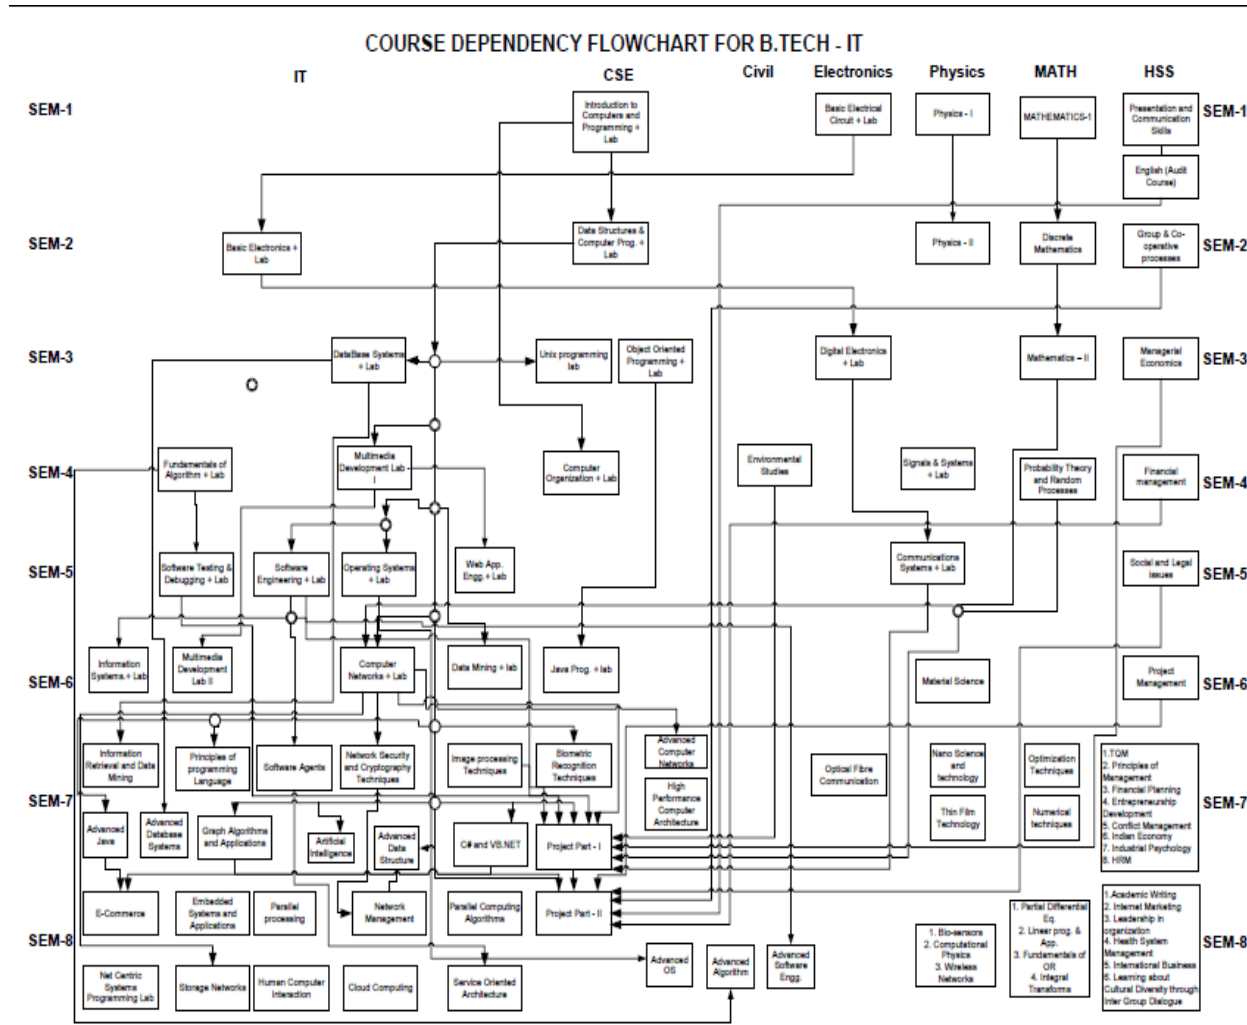 COURSE DEPENDENCY FLOWCHART FOR B.TECH - IT
IT
CSE
Civil
Electronics
Physics
MATH
HSS
SEM-1
Introduction to
Computers and
Programming +
Lab
Basic Electrical
Circuit + Lab
Physics - I
MATHEMATICS-1
Presentation and
Communication
Skills
SEM-1
English (Audit
Course)
SEM-2
Basic Electronics +
Lab
Data Structures &
Computer Prog. +
Lab
Physics - II
Discrete
Mathematics
Group & Co-
operative
processes
SEM-2
SEM-3
DataBase Systems
+ Lab
Unix programming
lab
Object Oriented
Programming +
Lab
Digital Electronics
+ Lab
Mathematics – II
Managerial
Economics
SEM-3
SEM-4
Fundamentals of
Algorithm + Lab
Multimedia
Development Lab -
I
Computer
Organization + Lab
Environmental
Studies
Signals & Systems
+ Lab
Probability Theory
and Random
Processes
Financial
management
SEM-4
SEM-5
Software Testing &
Debugging + Lab
Software
Engineering + Lab
Operating Systems
+ Lab
Web App.
Engg.+ Lab
Communications
Systems + Lab
Social and Legal
Issues
SEM-5
SEM-6
Information
Systems.+ Lab
Multimedia
Development
Lab II
Computer
Networks + Lab
Data Mining + lab
Java Prog. + lab
Material Science
Project
Management
SEM-6
SEM-7
Information
Retrieval and Data
Mining
Principles of
programming
Language
Software Agents
Network Security
and Cryptography
Techniques
Image processing
Techniques
Biometric
Recognition
Techniques
Advanced
Computer
Networks
High
Performance
Computer
Architecture
Optical Fibre
Communication
Nano Science
and
technology
Thin Film
Technology
Optimization
Techniques
Numerical
techniques
1.TQM
2. Principles of
Management
3. Financial Planning
4. Entrepreneurship
Development
5. Conflict Management
6. Indian Economy
7. Industrial Psychology
8. HRM
SEM-7
Advanced
Java
Advanced
Database
Systems
Graph Algorithms
and Applications
Artificial
Intelligence
Advanced
Data
Structure
C# and VB.NET
Project Part - I
SEM-8
E-Commerce
Embedded
Systems and
Applications
Parallel
processing
Network
Management
Parallel Computing
Algorithms
Project Part - II
Net Centric
Systems
Programming Lab
Storage Networks
Human Computer
Interaction
Cloud Computing
Service Oriented
Architecture
Advanced
OS
Advanced
Algorithm
Advanced
Software
Engg.
1. Bio-sensors
2. Computational
Physics
3. Wireless
Networks
1. Partial Differential
Eq.
2. Linear prog. &
App.
3. Fundamentals of
OR
4. Integral
Transforms
1.Academic Writing
2. Internet Marketing
3. Leadership in
organization
4. Health System
Management
5. International Business
6. Learning about
Cultural Diversity through
Inter Group Dialogue
SEM-8